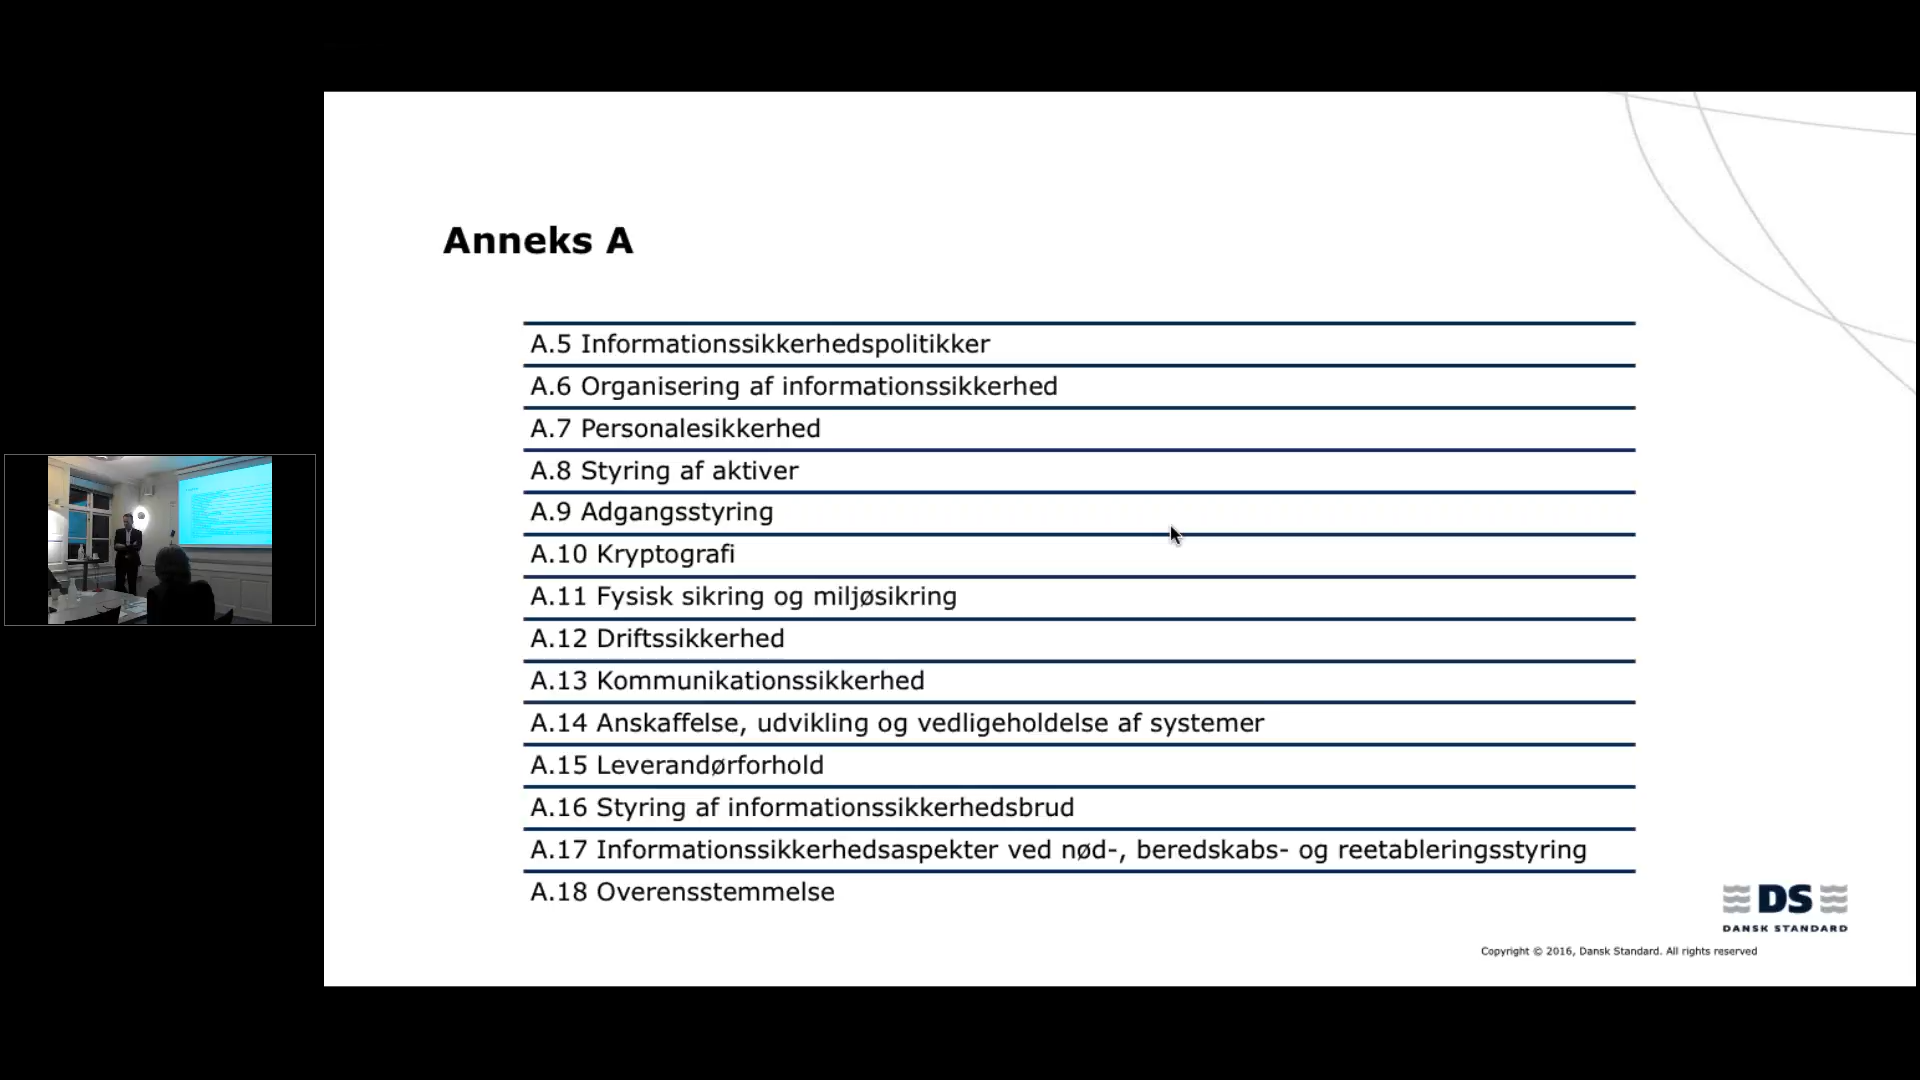 Anneks A
A.5 Informationssikkerhedspolitikker
A.6 Organisering af informationssikkerhed
A.7 Personalesikkerhed
A.8 Styring af aktiver
A.9 Adgangsstyring
A.10 Kryptografi
A.11 Fysisk sikring og miljøsikring
A.12 Driftssikkerhed
A.13 Kommunikationssikkerhed
A.14 Anskaffelse, udvikling og vedligeholdelse af systemer
A.15 Leverandørforhold
A.16 Styring af informationssikkerhedsbrud
A.17 Informationssikkerhedsaspekter ved nød-, beredskabs- og reetableringsstyring
A.18 Overensstemmelse
DS
DANSK STANDARD
Copyright © 2016, Dansk Standard. All rights reserved